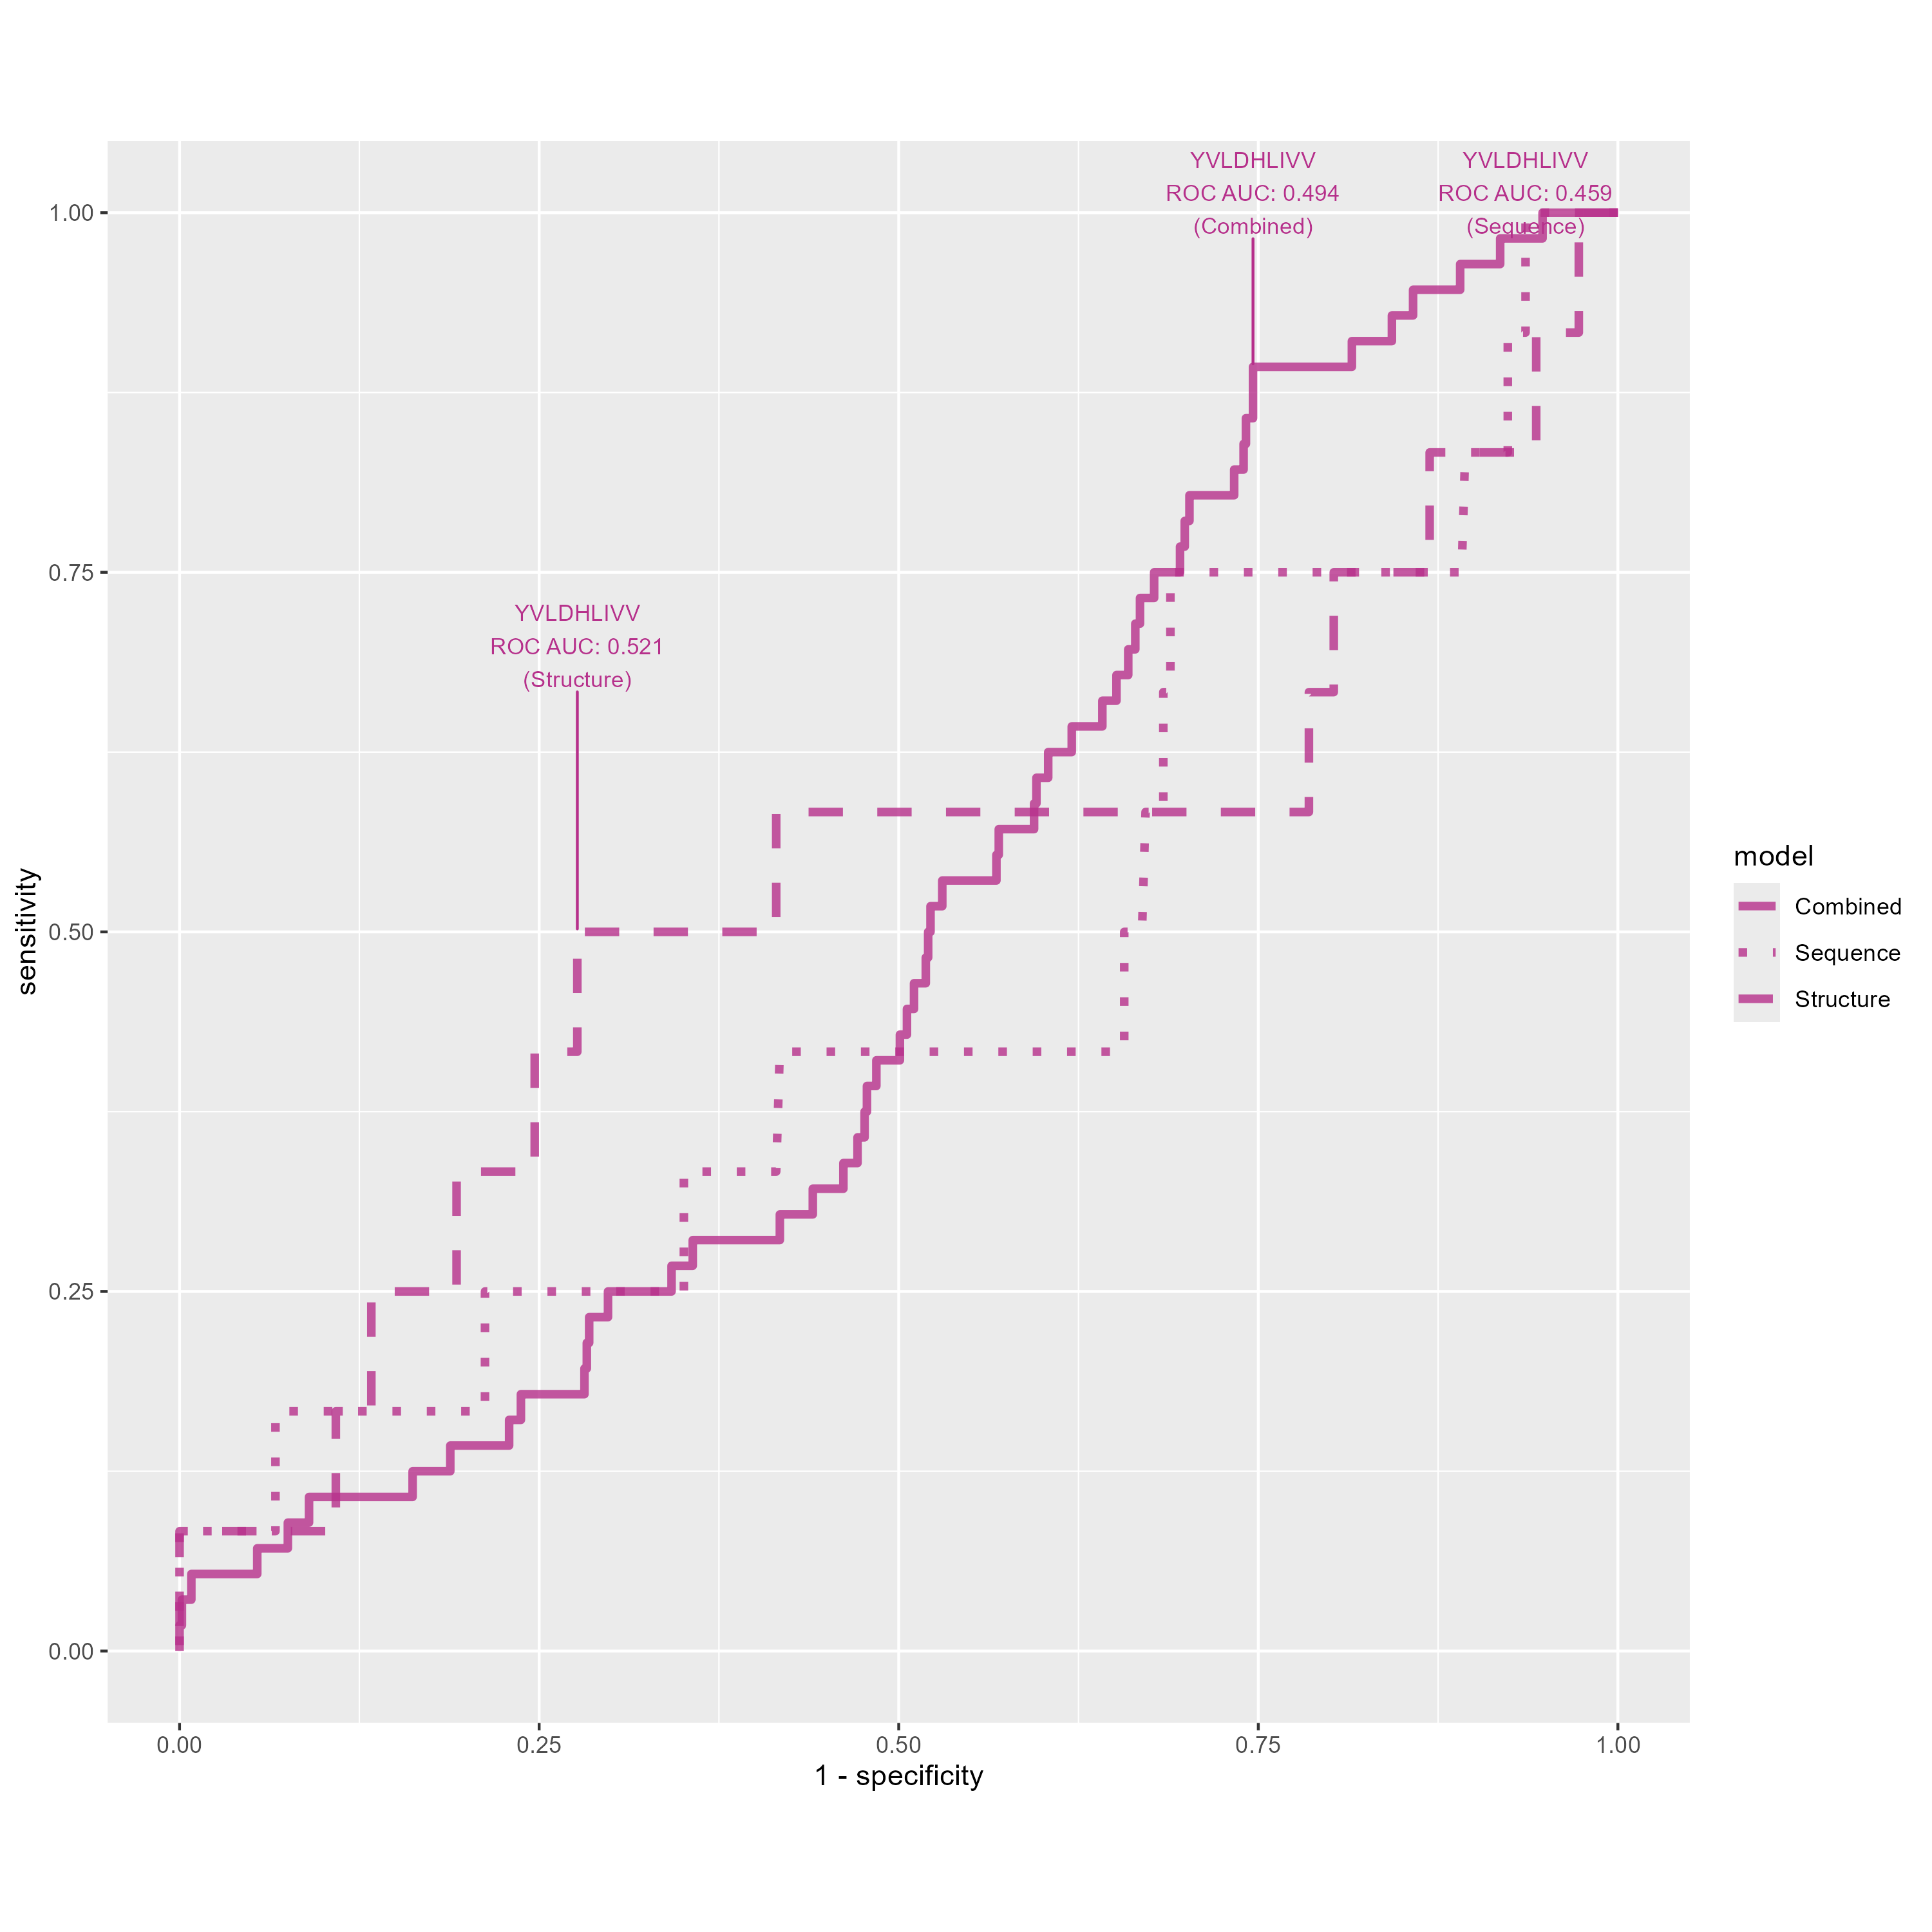 YVLDHLIVV
ROC AUC: 0.494
(Combined)
YVLDHLIVV
ROC AUC: 0.459
(Sequence)
YVLDHLIVV
ROC AUC: 0.521
(Structure)
1.00
0.75
0.50
0.25
0.00
sensitivity
0.00
0.25
0.50
0.75
1.00
1 - specificity
model
Combined
Sequence
Structure